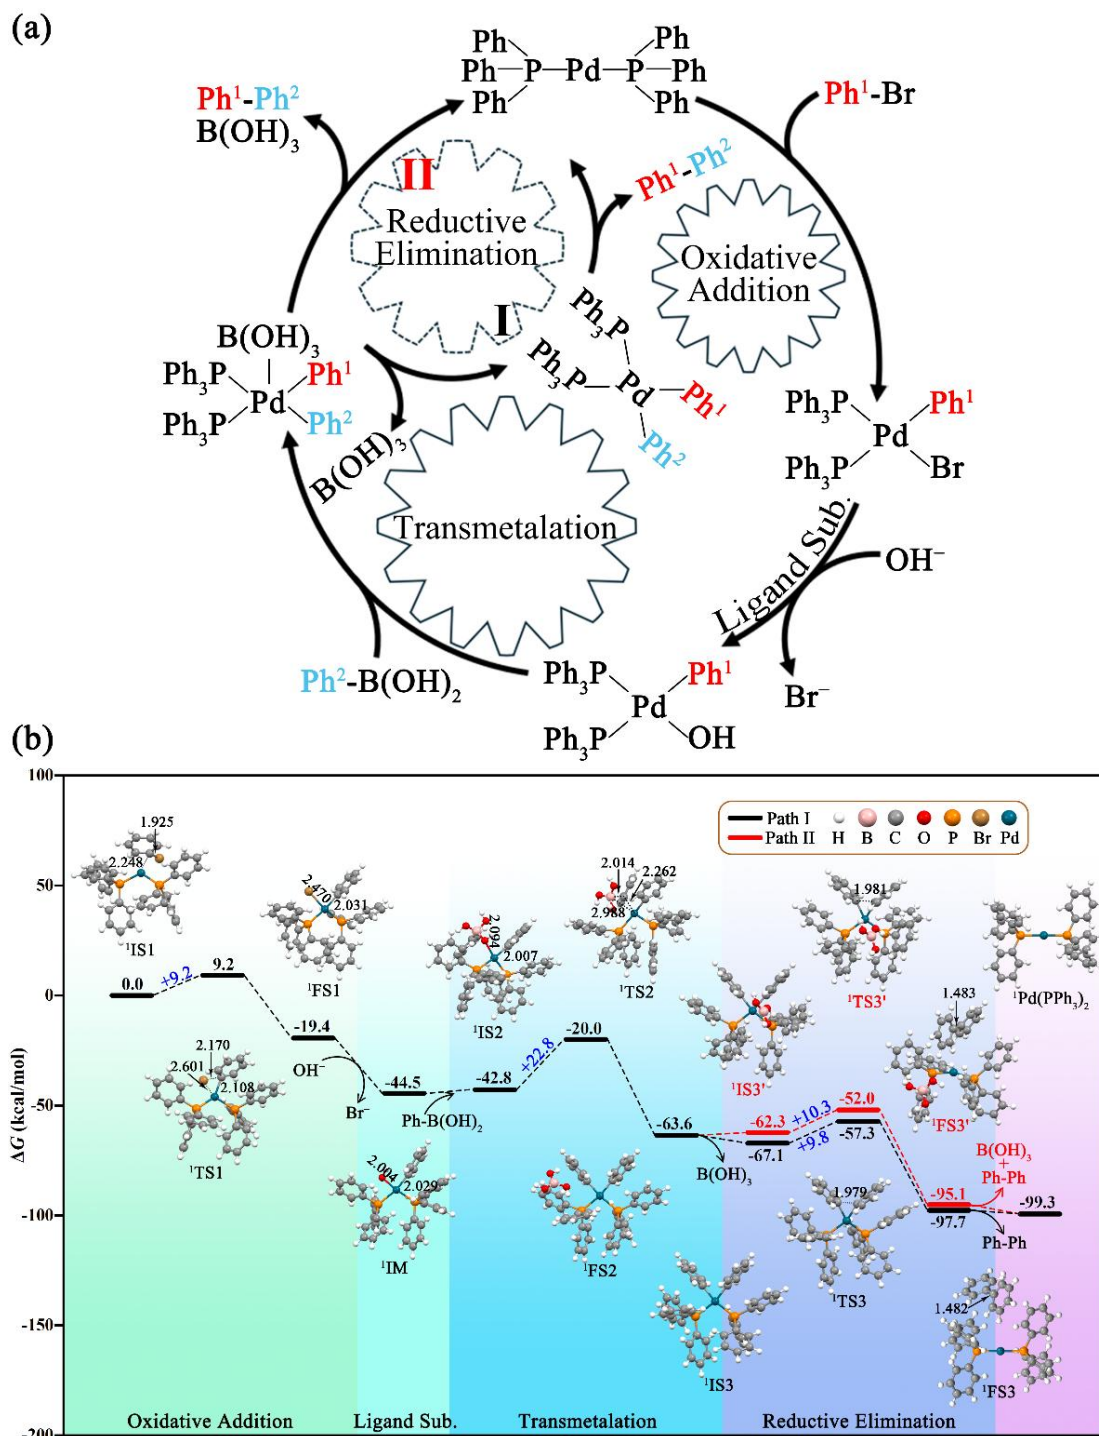 (a)
Ph
Ph
Ph
P
Pd
P
Ph
Ph
Ph
Ph¹-Br
Ph¹-Ph²
B(OH)₃
II
Reductive
Elimination
I
Ph¹-Ph²
Oxidative
Addition
Ph₃P
Ph₃P
Pd
Ph¹
Ph²
B(OH)₃
Ph₃P
Pd
Ph¹
Ph₃P
Ph²
B(OH)₃
Transmetalation
Ph₃P
Ph¹
Pd
Ph₃P
Br
Ligand Sub.
OH⁻
Br⁻
Ph²-B(OH)₂
Ph₃P
Ph¹
Pd
Ph₃P
OH
(b)
ΔG (kcal/mol)
100
50
0
-50
-100
-150
-200
Path I
Path II
H B C O P Br Pd
1.925
2.248
¹IS1
0.0
+9.2
9.2
2.170
2.601
2.108
¹TS1
2.470
2.031
¹FS1
-19.4
OH⁻
Br⁻
-44.5
2.004
2.029
¹IM
Ph-B(OH)₂
2.094
2.007
¹IS2
-42.8
+22.8
2.014
2.262
2.988
¹TS2
-20.0
¹FS2
-63.6
B(OH)₃
¹IS3'
-62.3
-67.1
¹IS3
+10.3
+9.8
1.981
¹TS3'
-52.0
-57.3
1.979
¹TS3
1.483
¹FS3'
B(OH)₃
+
Ph-Ph
-95.1
-97.7
Ph-Ph
1.482
¹FS3
¹Pd(PPh₃)₂
-99.3
Oxidative Addition
Ligand Sub.
Transmetalation
Reductive Elimination